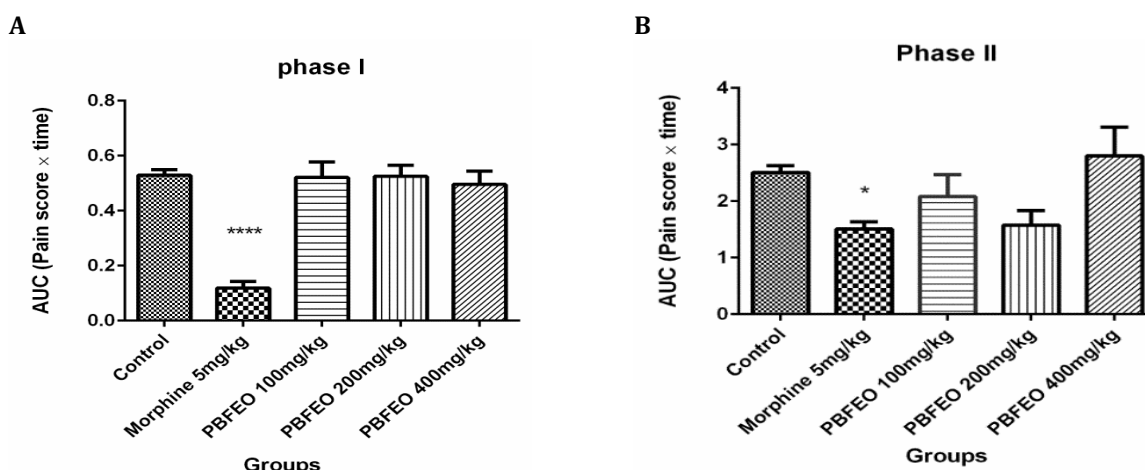 A
phase I
AUC (Pain score × time)
0.8
0.6
0.4
0.2
0.0
****
Control
Morphine 5mg/kg
PBFEO 100mg/kg
PBFEO 200mg/kg
PBFEO 400mg/kg
Groups
B
Phase II
AUC (Pain score × time)
4
3
2
1
0
*
Control
Morphine 5mg/kg
PBFEO 100mg/kg
PBFEO 200mg/kg
PBFEO 400mg/kg
Groups